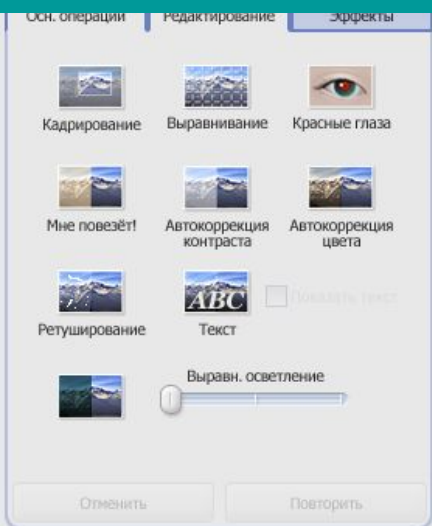 Осн. операции Редактирование Эффекты
Кадрирование Выравнивание Красные глаза
Мне повезёт! Автокоррекция Автокоррекция
контраста цвета
ABC Показать текст
Ретуширование Текст
Выравн. осветление
Отменить Повторить